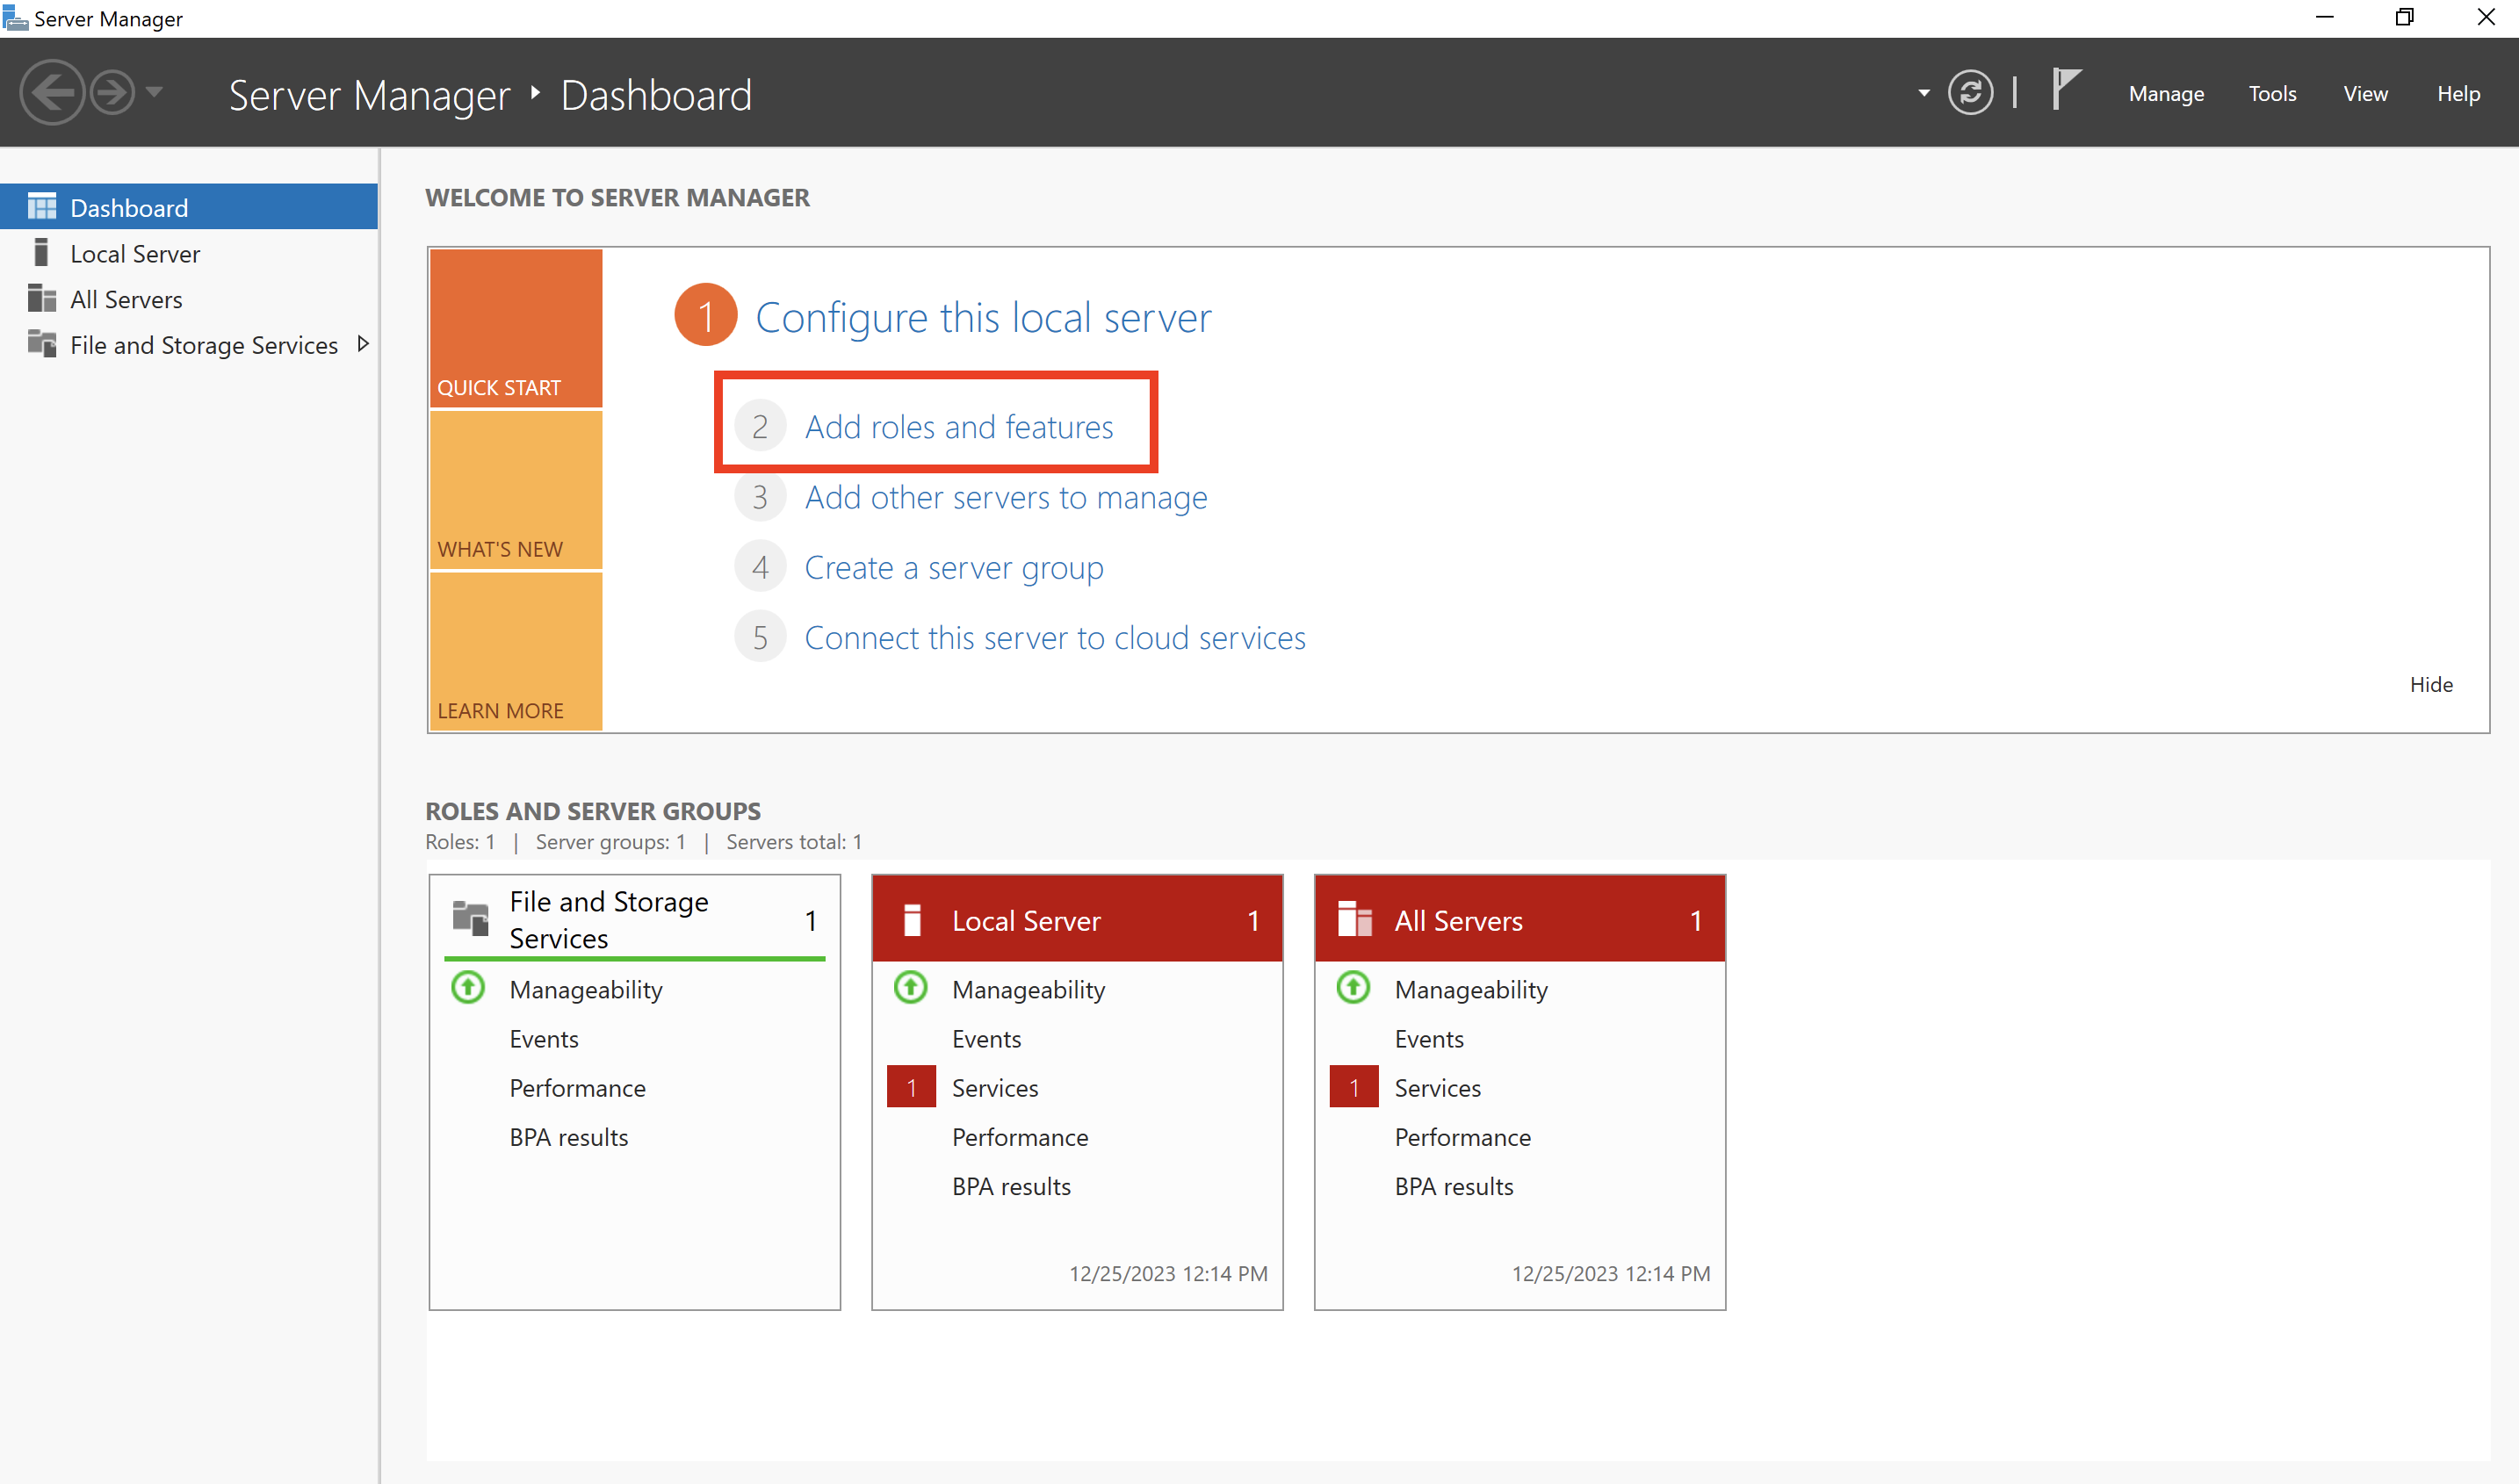 Server Manager
Server Manager Dashboard
Manage Tools View Help
Dashboard
Local Server
All Servers
File and Storage Services
WELCOME TO SERVER MANAGER
QUICK START
WHAT'S NEW
LEARN MORE
1 Configure this local server
2 Add roles and features
3 Add other servers to manage
4 Create a server group
5 Connect this server to cloud services
Hide
ROLES AND SERVER GROUPS
Roles: 1 | Server groups: 1 | Servers total: 1
File and Storage
Services
1
Manageability
Events
Performance
BPA results
Local Server 1
Manageability
Events
1 Services
Performance
BPA results
12/25/2023 12:14 PM
All Servers 1
Manageability
Events
1 Services
Performance
BPA results
12/25/2023 12:14 PM